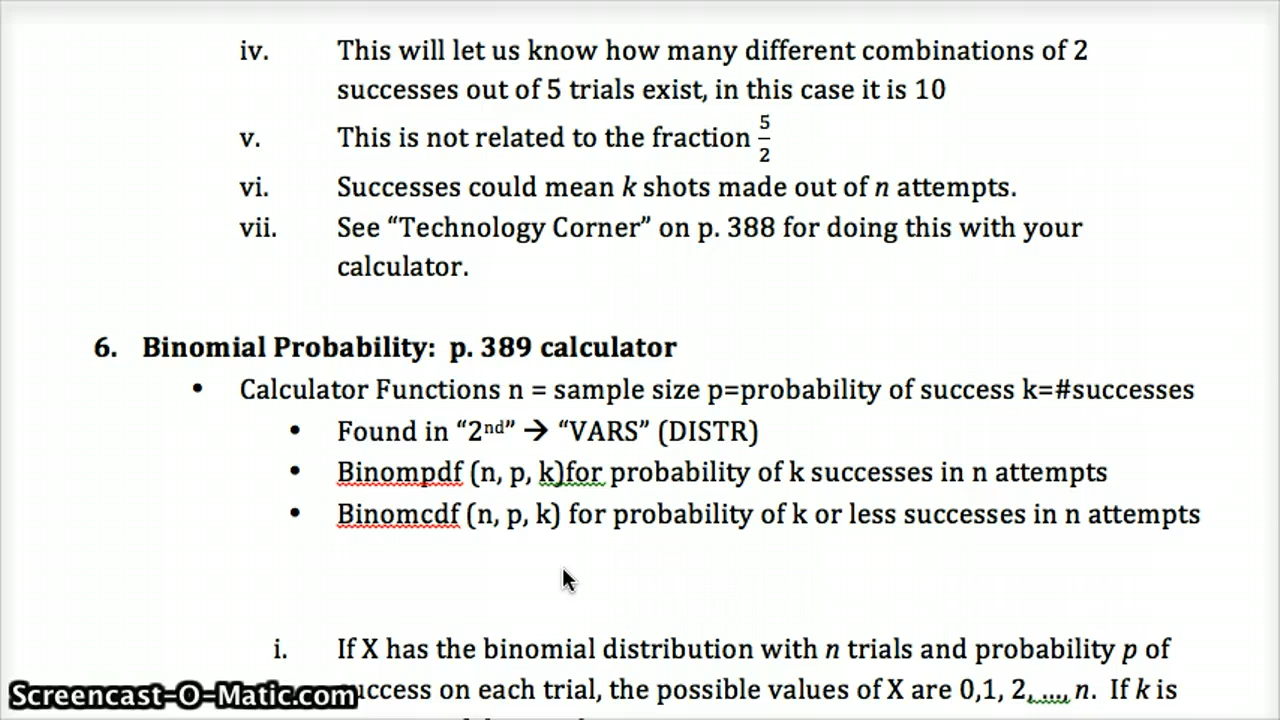 iv. This will let us know how many different combinations of 2
successes out of 5 trials exist, in this case it is 10
v. This is not related to the fraction 5/2
vi. Successes could mean k shots made out of n attempts.
vii. See “Technology Corner” on p. 388 for doing this with your
calculator.
6. Binomial Probability: p. 389 calculator
• Calculator Functions n = sample size p=probability of success k=#successes
• Found in “2nd” → “VARS” (DISTR)
• Binompdf (n, p, k)for probability of k successes in n attempts
• Binomcdf (n, p, k) for probability of k or less successes in n attempts
i. If X has the binomial distribution with n trials and probability p of
success on each trial, the possible values of X are 0,1, 2, ..., n. If k is
Screencast-O-Matic.com